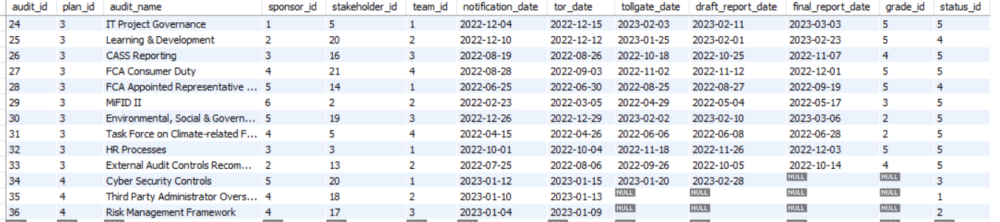 audit_id plan_id audit_name sponsor_id stakeholder_id team_id notification_date tor_date tollgate_date draft_report_date final_report_date grade_id status_id
24 3 IT Project Governance 1 5 1 2022-12-04 2022-12-15 2023-02-03 2023-02-11 2023-03-03 5 5
25 3 Learning & Development 2 20 2 2022-12-10 2022-12-12 2023-01-25 2023-02-01 2023-02-23 5 4
26 3 CASS Reporting 3 16 3 2022-08-19 2022-08-26 2022-10-18 2022-10-25 2022-11-07 4 5
27 3 FCA Consumer Duty 4 21 4 2022-08-28 2022-09-03 2022-11-02 2022-11-12 2022-12-01 5 5
28 3 FCA Appointed Representative ... 5 14 1 2022-06-25 2022-06-30 2022-08-25 2022-08-27 2022-09-19 5 4
29 3 MiFID II 6 2 2 2022-02-23 2022-03-05 2022-04-29 2022-05-04 2022-05-17 3 5
30 3 Environmental, Social & Govern... 5 19 3 2022-12-26 2022-12-29 2023-02-02 2023-02-10 2023-03-06 2 5
31 3 Task Force on Climate-related F... 4 5 4 2022-04-15 2022-04-26 2022-06-06 2022-06-08 2022-06-28 2 5
32 3 HR Processes 3 3 1 2022-10-01 2022-10-04 2022-11-18 2022-11-26 2022-12-03 5 5
33 3 External Audit Controls Recom... 2 13 2 2022-07-25 2022-08-06 2022-09-26 2022-10-05 2022-10-14 4 5
34 4 Cyber Security Controls 5 20 1 2023-01-12 2023-01-15 2023-01-20 2023-02-28 NULL NULL 3
35 4 Third Party Administrator Overs... 4 18 2 2023-01-10 2023-01-13 NULL NULL NULL NULL 1
36 4 Risk Management Framework 4 17 3 2023-01-04 2023-01-09 NULL NULL NULL NULL 2